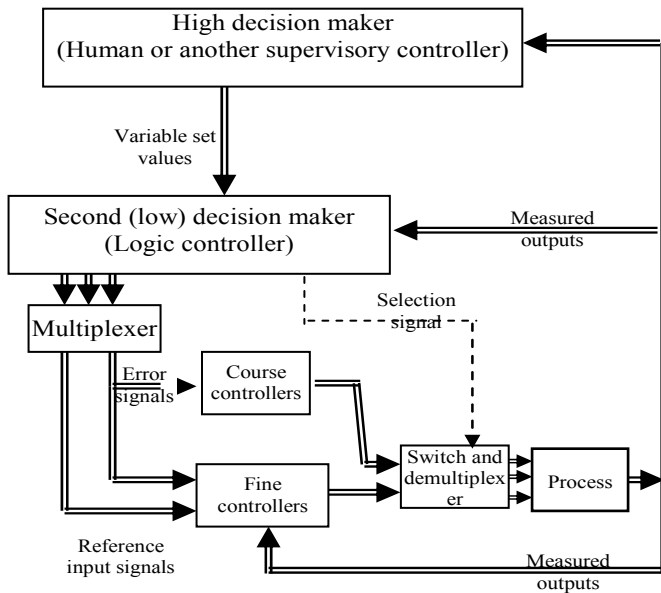 High decision maker
(Human or another supervisory controller)
Variable set
values
Second (low) decision maker
(Logic controller)
Measured
outputs
Selection
signal
Multiplexer
Error
signals
Course
controllers
Switch and
demultiplex
er
Process
Fine
controllers
Reference
input signals
Measured
outputs